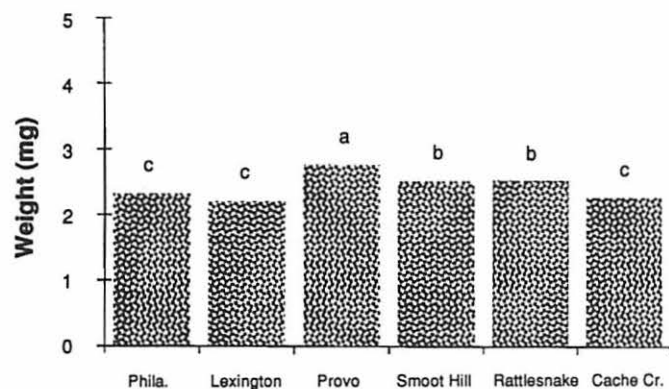 5
4
3
2
1
0
Weight (mg)
c
c
a
b
b
c
Phila.
Lexington
Provo
Smoot Hill
Rattlesnake
Cache Cr.